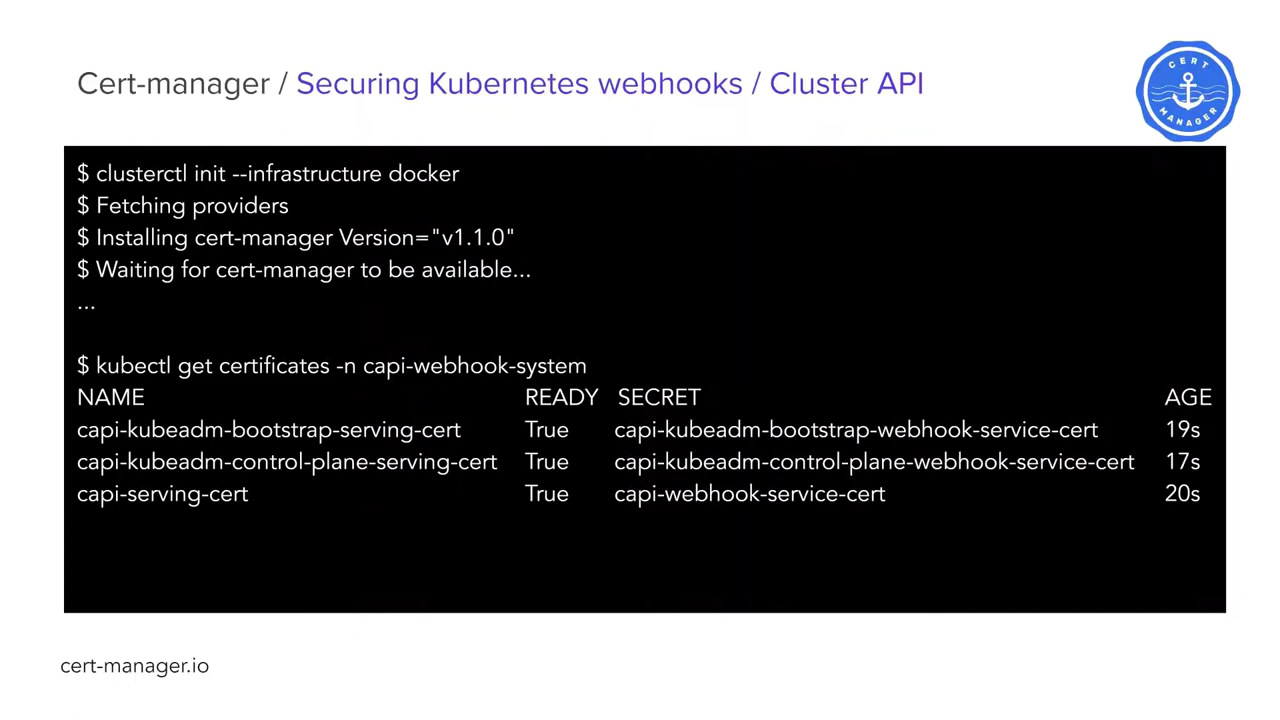 Cert-manager / Securing Kubernetes webhooks / Cluster API
CERT
MANAGER
$ clusterctl init --infrastructure docker
$ Fetching providers
$ Installing cert-manager Version="v1.1.0"
$ Waiting for cert-manager to be available...
...
$ kubectl get certificates -n capi-webhook-system
NAME READY SECRET AGE
capi-kubeadm-bootstrap-serving-cert True capi-kubeadm-bootstrap-webhook-service-cert 19s
capi-kubeadm-control-plane-serving-cert True capi-kubeadm-control-plane-webhook-service-cert 17s
capi-serving-cert True capi-webhook-service-cert 20s
cert-manager.io